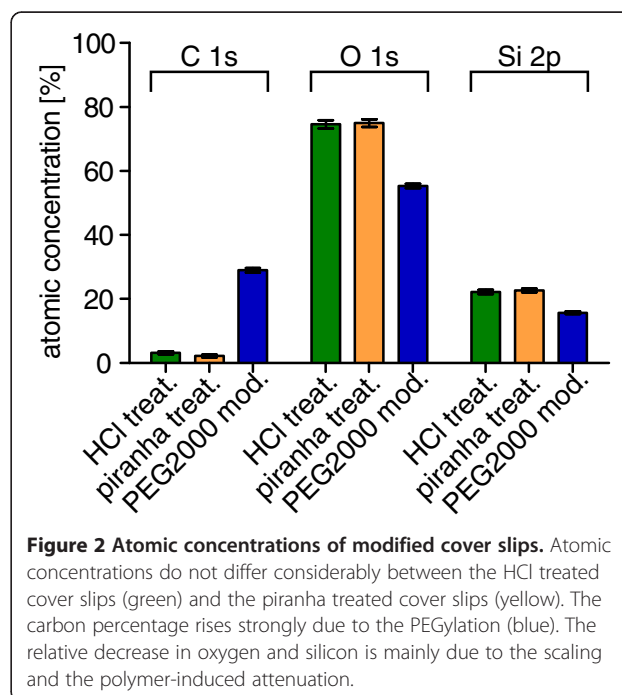 C 1s O 1s Si 2p
100
80
60
40
20
0
atomic concentration [%]
HCl treat.
piranha treat.
PEG2000 mod.
HCl treat.
piranha treat.
PEG2000 mod.
HCl treat.
piranha treat.
PEG2000 mod.
Figure 2 Atomic concentrations of modified cover slips. Atomic
concentrations do not differ considerably between the HCl treated
cover slips (green) and the piranha treated cover slips (yellow). The
carbon percentage rises strongly due to the PEGylation (blue). The
relative decrease in oxygen and silicon is mainly due to the scaling
and the polymer-induced attenuation.